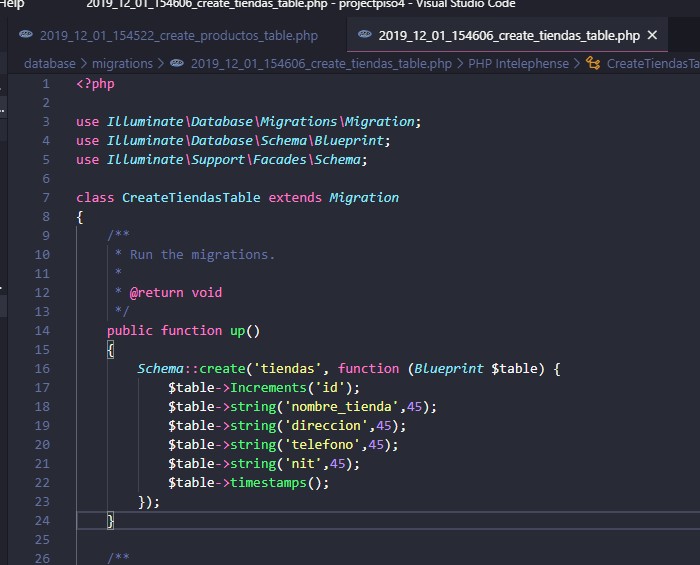 Help 2019_12_01_154606_create_tiendas_table.php - projectpiso4 - Visual Studio Code
2019_12_01_154522_create_productos_table.php 2019_12_01_154606_create_tiendas_table.php ×
database > migrations > 2019_12_01_154606_create_tiendas_table.php > PHP Intelephense > CreateTiendasTa
1 <?php
2
3 use Illuminate\Database\Migrations\Migration;
4 use Illuminate\Database\Schema\Blueprint;
5 use Illuminate\Support\Facades\Schema;
6
7 class CreateTiendasTable extends Migration
8 {
9 /**
10 * Run the migrations.
11 *
12 * @return void
13 */
14 public function up()
15 {
16 Schema::create('tiendas', function (Blueprint $table) {
17 $table->Increments('id');
18 $table->string('nombre_tienda',45);
19 $table->string('direccion',45);
20 $table->string('telefono',45);
21 $table->string('nit',45);
22 $table->timestamps();
23 });
24 }
25
26 /**